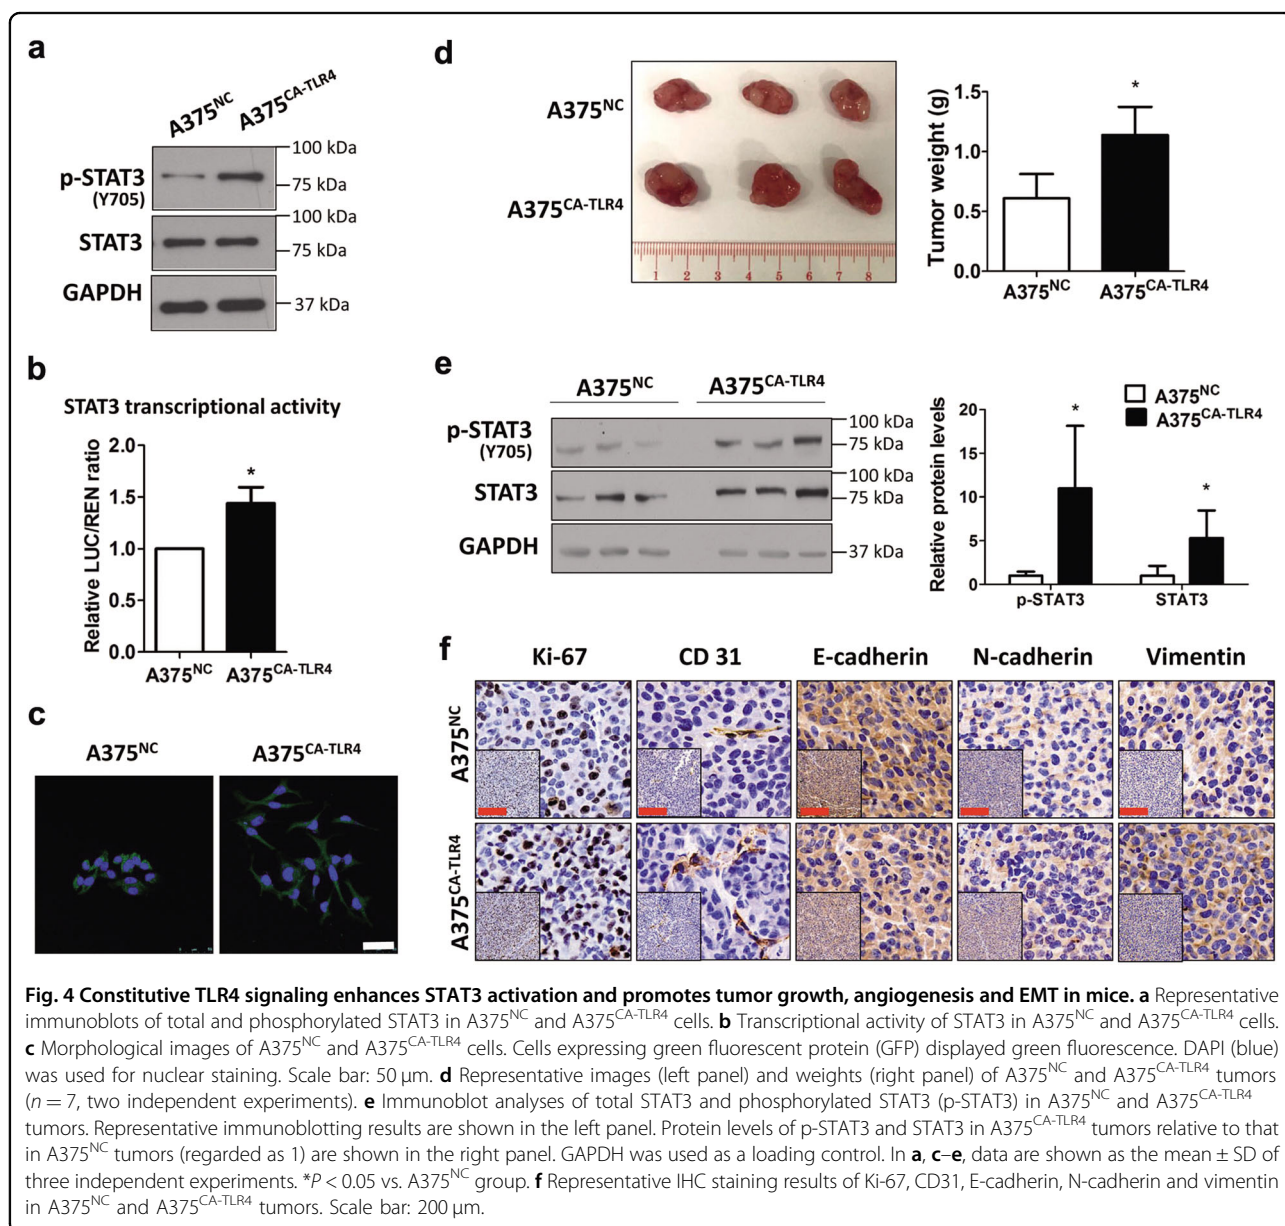 a
A375^NC
A375^CA-TLR4
p-STAT3
(Y705)
100 kDa
75 kDa
STAT3
100 kDa
75 kDa
GAPDH
37 kDa
b
STAT3 transcriptional activity
Relative LUC/REN ratio
2.0
1.5
1.0
0.5
0.0
*
A375^NC
A375^CA-TLR4
c
A375^NC
A375^CA-TLR4
d
A375^NC
A375^CA-TLR4
1 2 3 4 5 6 7 8
Tumor weight (g)
1.5
1.0
0.5
0.0
*
A375^NC
A375^CA-TLR4
e
A375^NC
A375^CA-TLR4
p-STAT3
(Y705)
100 kDa
75 kDa
STAT3
100 kDa
75 kDa
GAPDH
37 kDa
A375^NC
A375^CA-TLR4
Relative protein levels
20
15
10
5
0
*
*
p-STAT3
STAT3
f
Ki-67
CD 31
E-cadherin
N-cadherin
Vimentin
A375^NC
A375^CA-TLR4
Fig. 4 Constitutive TLR4 signaling enhances STAT3 activation and promotes tumor growth, angiogenesis and EMT in mice. a Representative
immunoblots of total and phosphorylated STAT3 in A375^NC and A375^CA-TLR4 cells. b Transcriptional activity of STAT3 in A375^NC and A375^CA-TLR4 cells.
c Morphological images of A375^NC and A375^CA-TLR4 cells. Cells expressing green fluorescent protein (GFP) displayed green fluorescence. DAPI (blue)
was used for nuclear staining. Scale bar: 50 µm. d Representative images (left panel) and weights (right panel) of A375^NC and A375^CA-TLR4 tumors
(n = 7, two independent experiments). e Immunoblot analyses of total STAT3 and phosphorylated STAT3 (p-STAT3) in A375^NC and A375^CA-TLR4
tumors. Representative immunoblotting results are shown in the left panel. Protein levels of p-STAT3 and STAT3 in A375^CA-TLR4 tumors relative to that
in A375^NC tumors (regarded as 1) are shown in the right panel. GAPDH was used as a loading control. In a, c–e, data are shown as the mean ± SD of
three independent experiments. *P < 0.05 vs. A375^NC group. f Representative IHC staining results of Ki-67, CD31, E-cadherin, N-cadherin and vimentin
in A375^NC and A375^CA-TLR4 tumors. Scale bar: 200 µm.